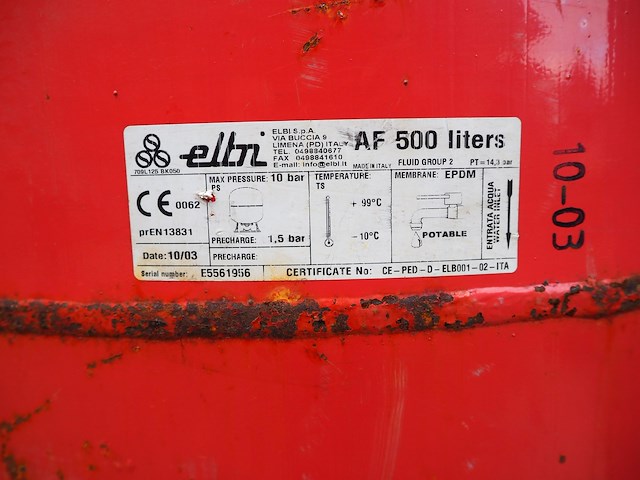 elbi
ELBI S.p.A.
VIA BUCCIA 9
LIMENA (PD) ITALY
TEL. 0498840677
FAX 0498841610
E-mail: info@elbi.it
AF 500 liters
MADE IN ITALY
FLUID GROUP 2
PT=14,3 bar
709L125 BK050
CE 0062
prEN13831
Date: 10/03
MAX PRESSURE: 10 bar
PS
PRECHARGE: 1,5 bar
PRECHARGE:
TEMPERATURE:
TS
+ 99°C
-10°C
MEMBRANE: EPDM
POTABLE
ENTRATA ACQUA
WATER INLET
Serial number: E5561956
CERTIFICATE No: CE-PED-D-ELB001-02-ITA
10-03